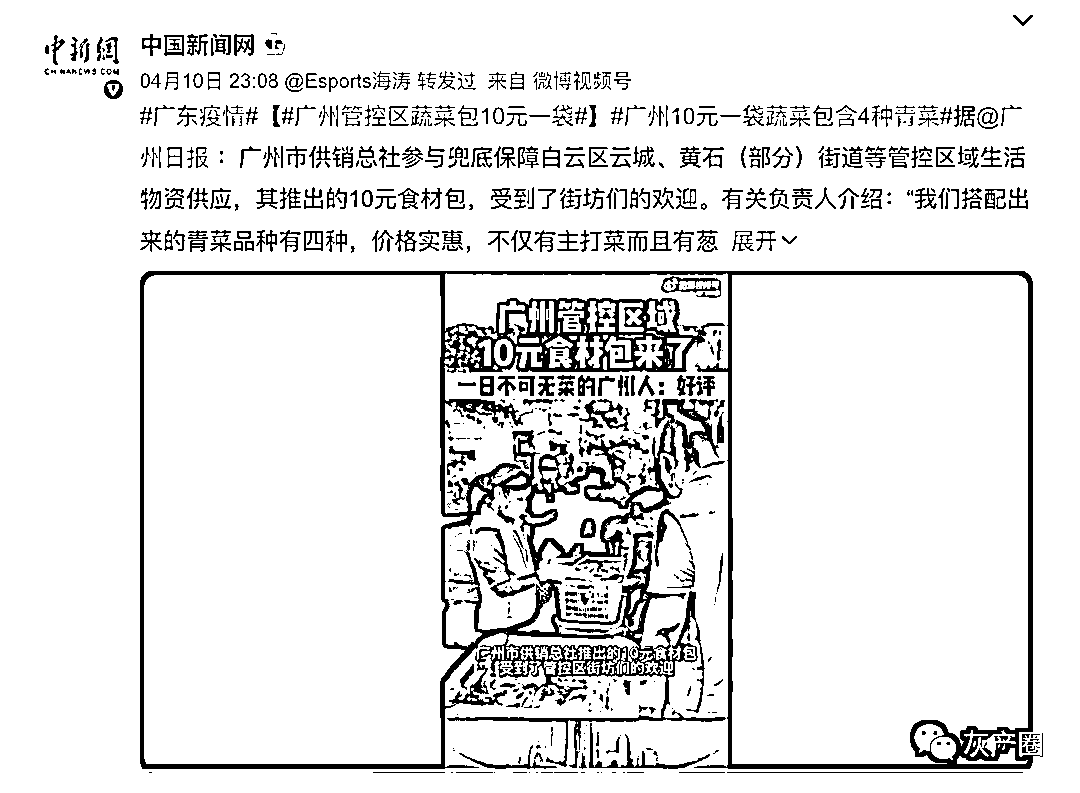 中新網
CHINANEWS.COM
中国新闻网
04月10日 23:08 @Esports海涛 转发过 来自 微博视频号
#广东疫情#【#广州管控区蔬菜包10元一袋#】#广州10元一袋蔬菜包含4种青菜#据@广
州日报：广州市供销总社参与兜底保障白云区云城、黄石（部分）街道等管控区域生活
物资供应，其推出的10元食材包，受到了街坊们的欢迎。有关负责人介绍：“我们搭配出
来的青菜品种有四种，价格实惠，不仅有主打菜而且有葱 展开
广州管控区域
10元食材包来了
一日不可无菜的广州人：好评
广州市供销总社推出的10元食材包
受到了管控区街坊们的欢迎
灰产圈